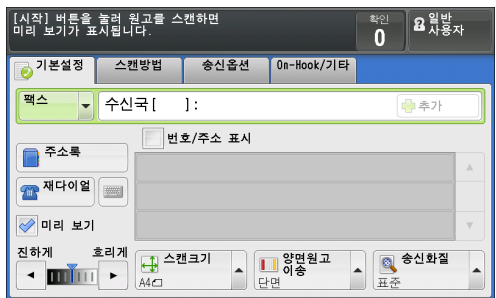 [시작] 버튼을 눌러 원고를 스캔하면
미리 보기가 표시됩니다.
확인
0
일반
사용자
기본설정
스캔방법
송신옵션
On-Hook/기타
팩스
수신국[ ]:
추가
번호/주소 표시
주소록
재다이얼
미리 보기
진하게 흐리게
스캔크기
A4
양면원고
이송
단면
송신화질
표준